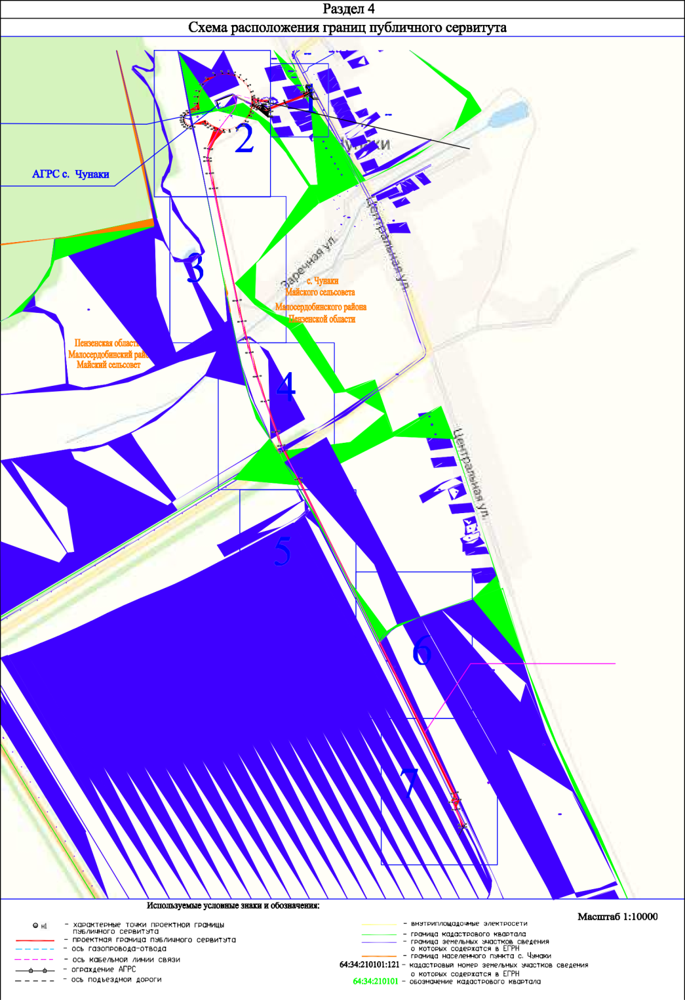 Раздел 4
Схема расположения границ публичного сервитута
1
2
АГРС с. Чунаки
Центральная ул.
Заречная ул.
3
с. Чунаки
Майского сельсовета
Малосердобинского района
Пензенской области
Пензенская область
Малосердобинский
Майский сельсовет
4
Центральная ул.
5
6
7
Используемые условные знаки и обозначения:
Масштаб 1:10000
н1 - характерные точки проектной границы
публичного сервитута
- проектная граница публичного сервитута
- ось газопровода-отвода
- ось кабельной линии связи
- ограждение АГРС
- ось подъездной дороги
- внутриплощадочные электросети
- граница кадастрового квартала
- граница земельных участков сведения
о которых содержатся в ЕГРН
- граница населенного пункта с. Чунаки
64:34:210101:121 - кадастровый номер земельных участков сведения
о которых содержатся в ЕГРН
64:34:210101 - обозначение кадастрового квартала